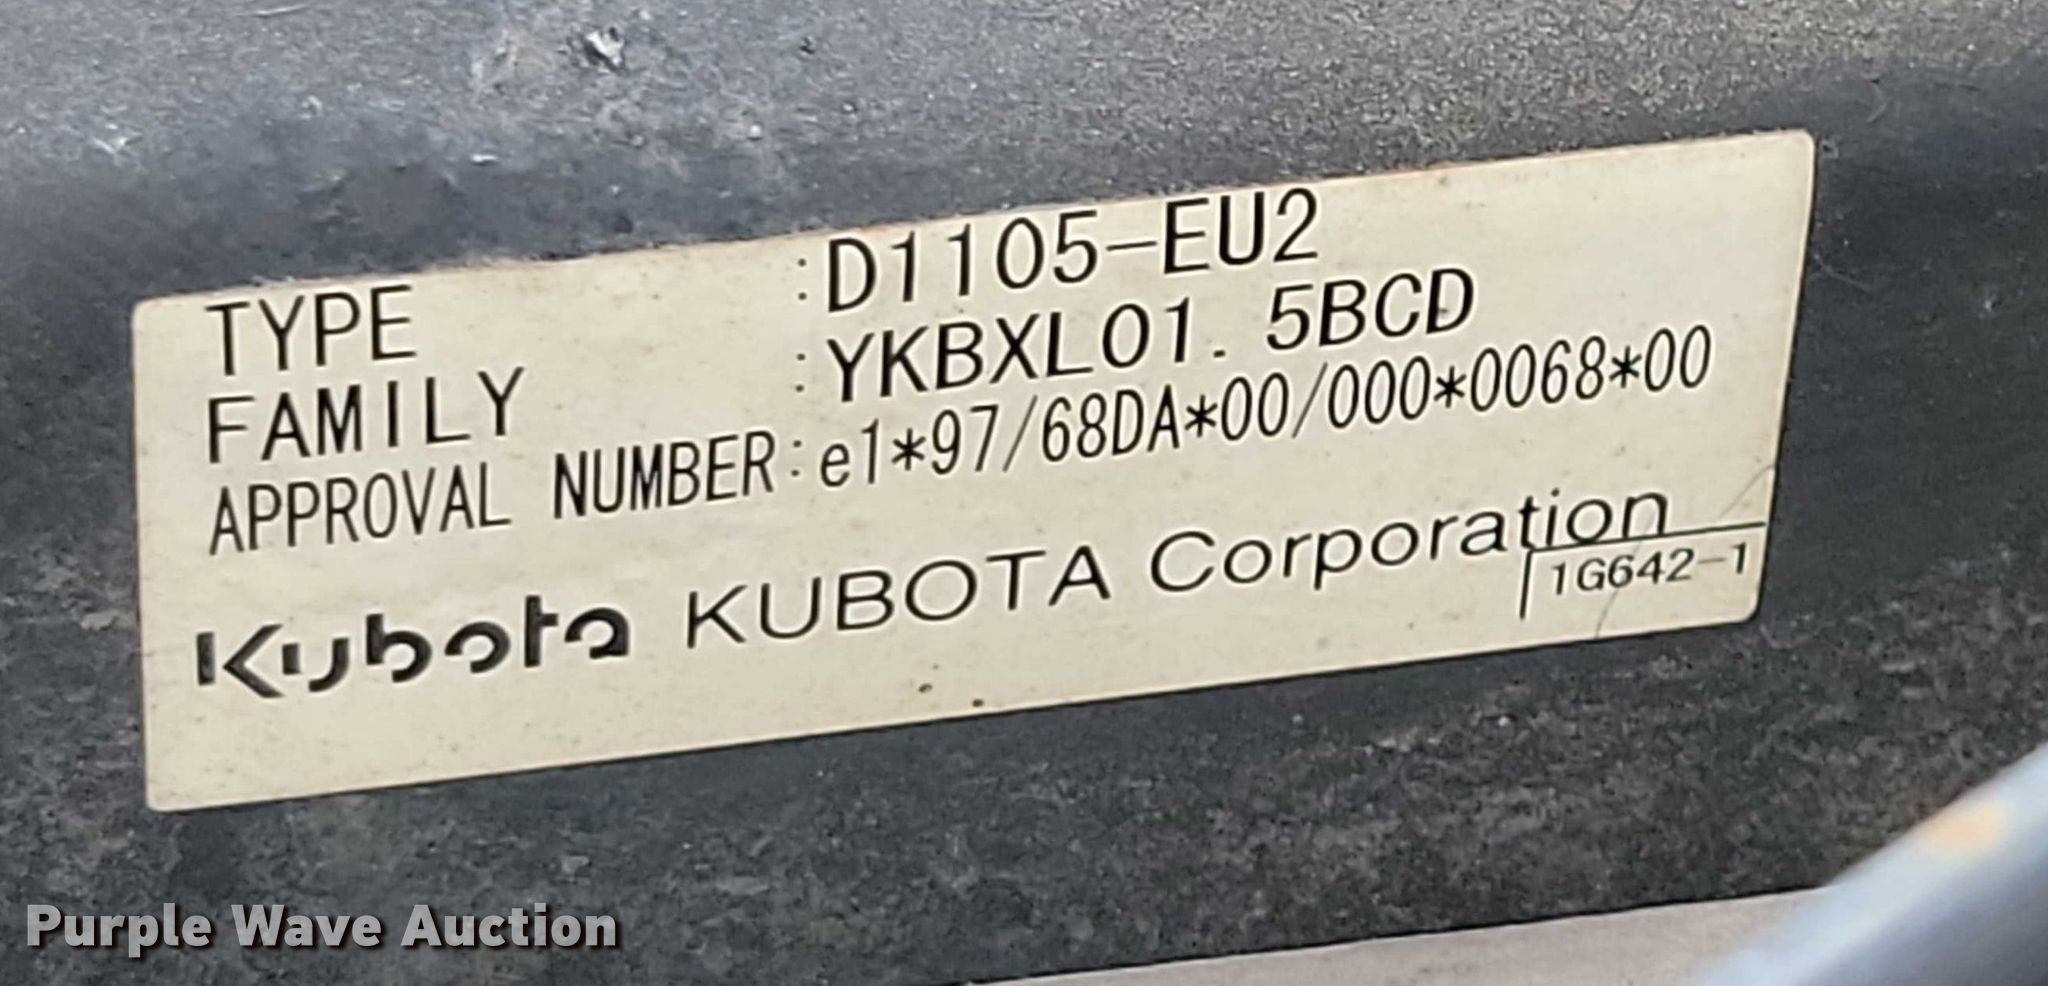 TYPE :D1105-EU2
FAMILY :YKBXL01.5BCD
APPROVAL NUMBER:e1*97/68DA*00/000*0068*00
Kubota KUBOTA Corporation
1G642-1
Purple Wave Auction